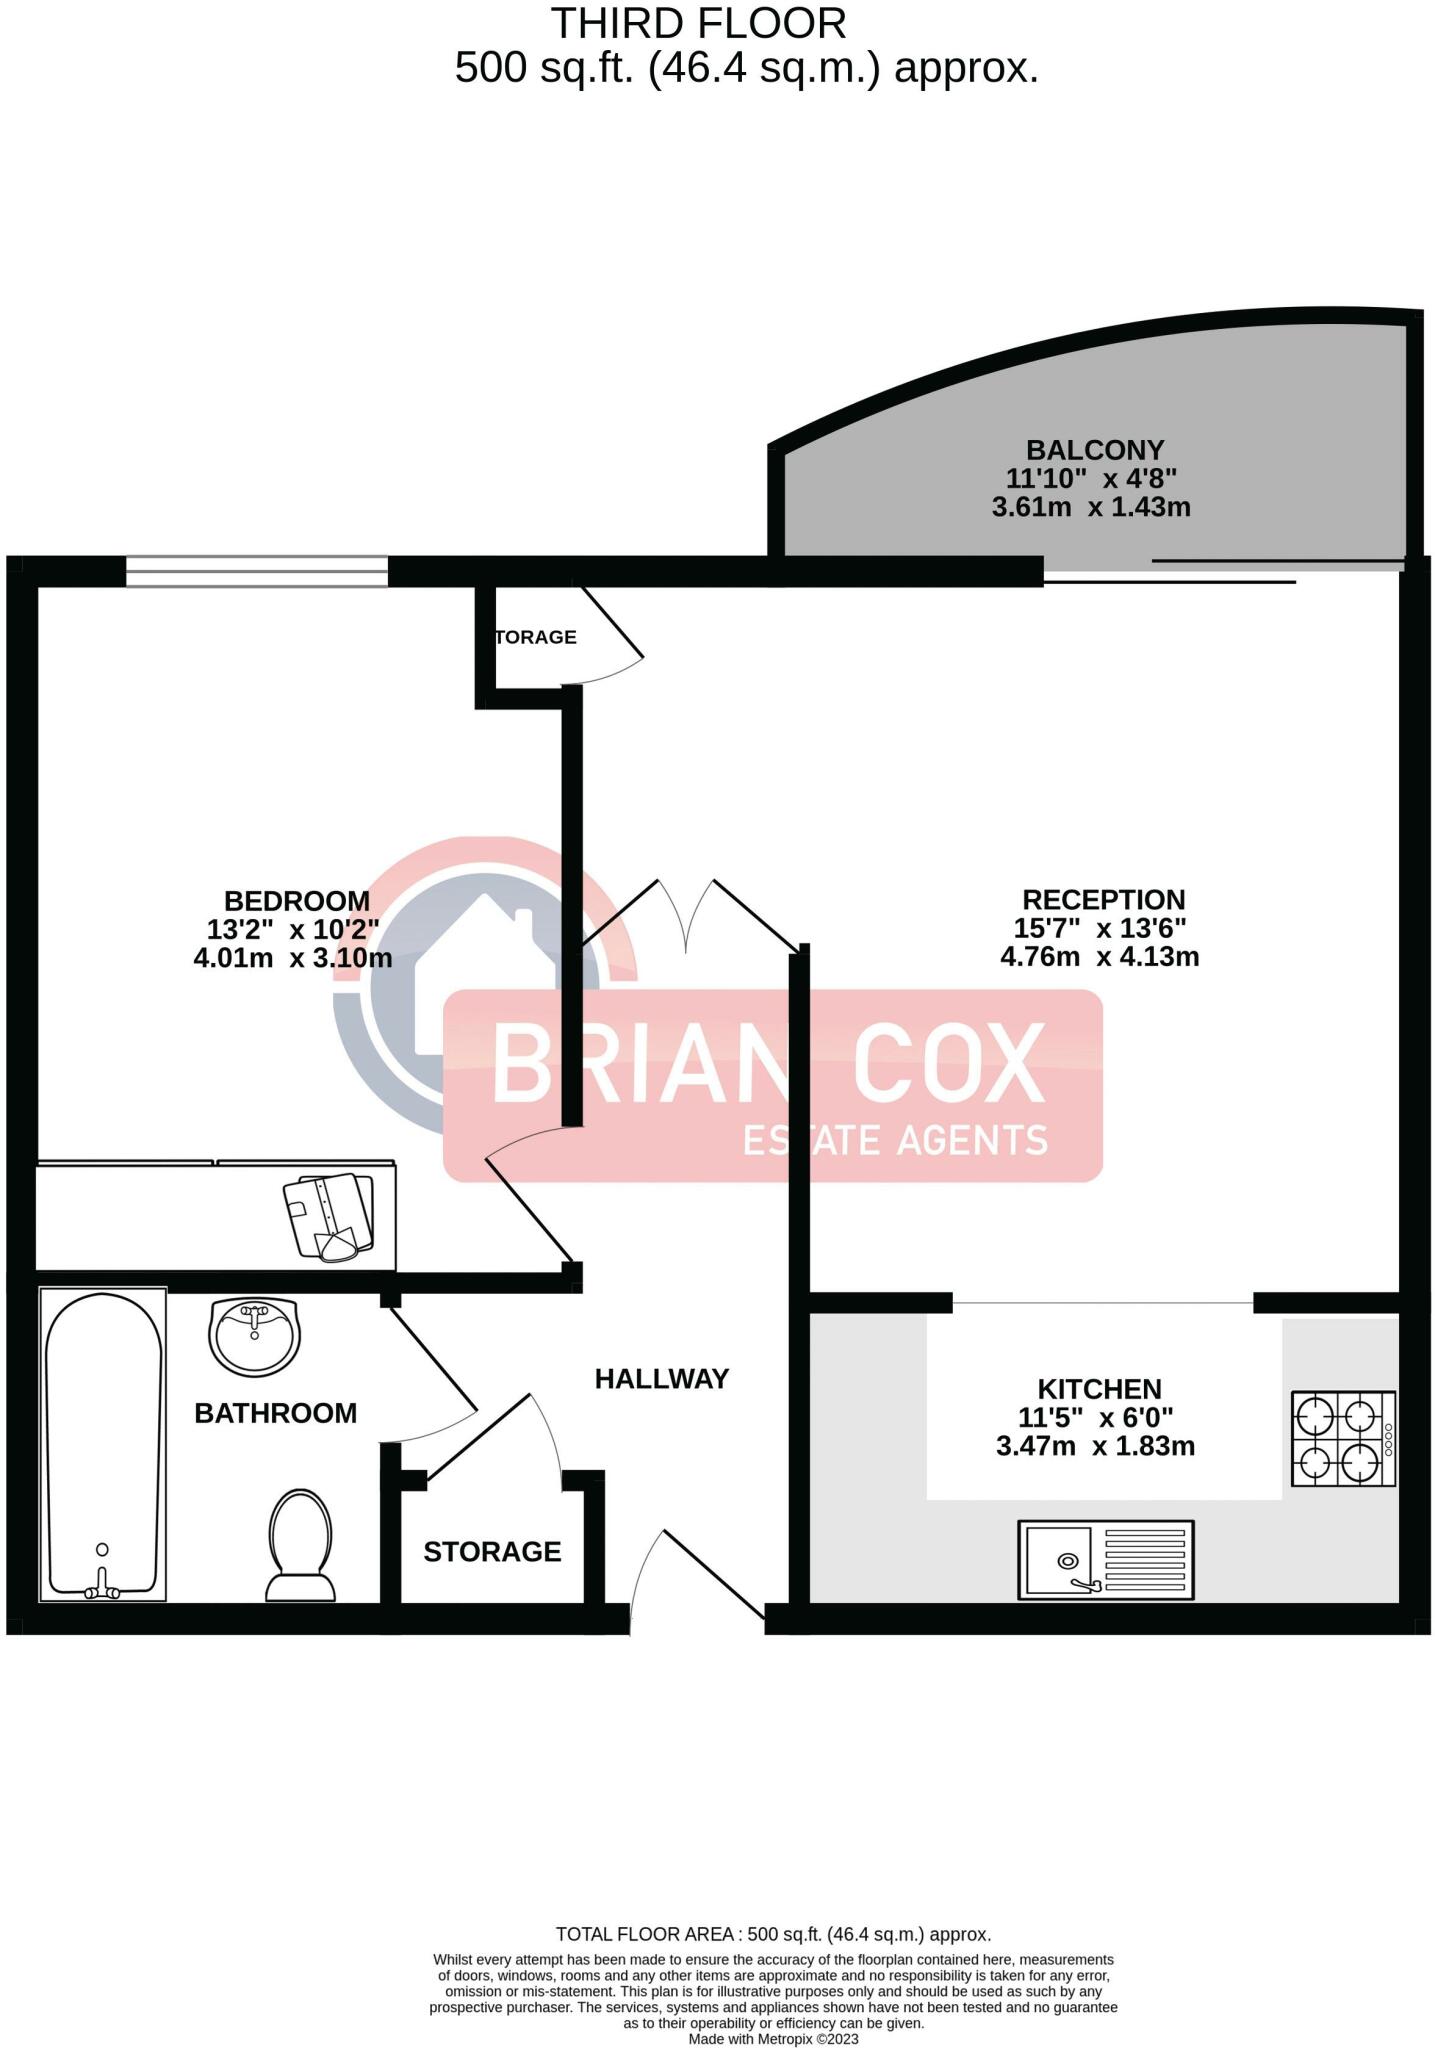 THIRD FLOOR
500 sq.ft. (46.4 sq.m.) approx.
BALCONY
11'10" x 4'8"
3.61m x 1.43m
TORAGE
BEDROOM
13'2" x 10'2"
4.01m x 3.10m
RECEPTION
15'7" x 13'6"
4.76m x 4.13m
BRIAN COX
ESTATE AGENTS
HALLWAY
BATHROOM
KITCHEN
11'5" x 6'0"
3.47m x 1.83m
STORAGE
TOTAL FLOOR AREA : 500 sq.ft. (46.4 sq.m.) approx.
Whilst every attempt has been made to ensure the accuracy of the floorplan contained here, measurements
of doors, windows, rooms and any other items are approximate and no responsibility is taken for any error,
omission or mis-statement. This plan is for illustrative purposes only and should be used as such by any
prospective purchaser. The services, systems and appliances shown have not been tested and no guarantee
as to their operability or efficiency can be given.
Made with Metropix ©2023